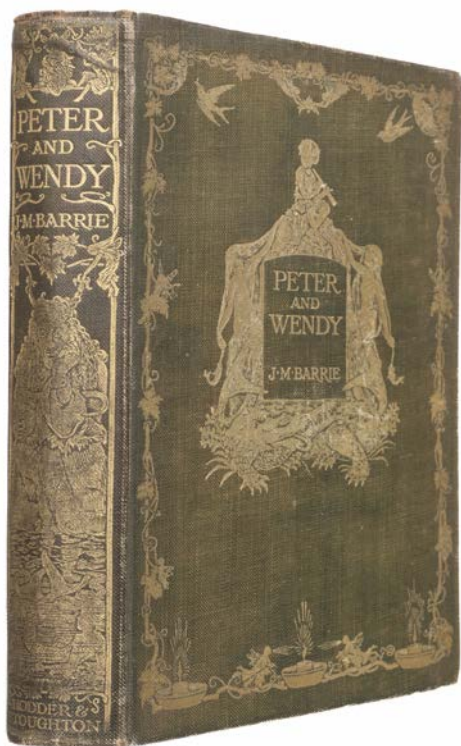 PETER
AND
WENDY
J·M·BARRIE
HODDER &
STOUGHTON
PETER
AND
WENDY
J·M·BARRIE